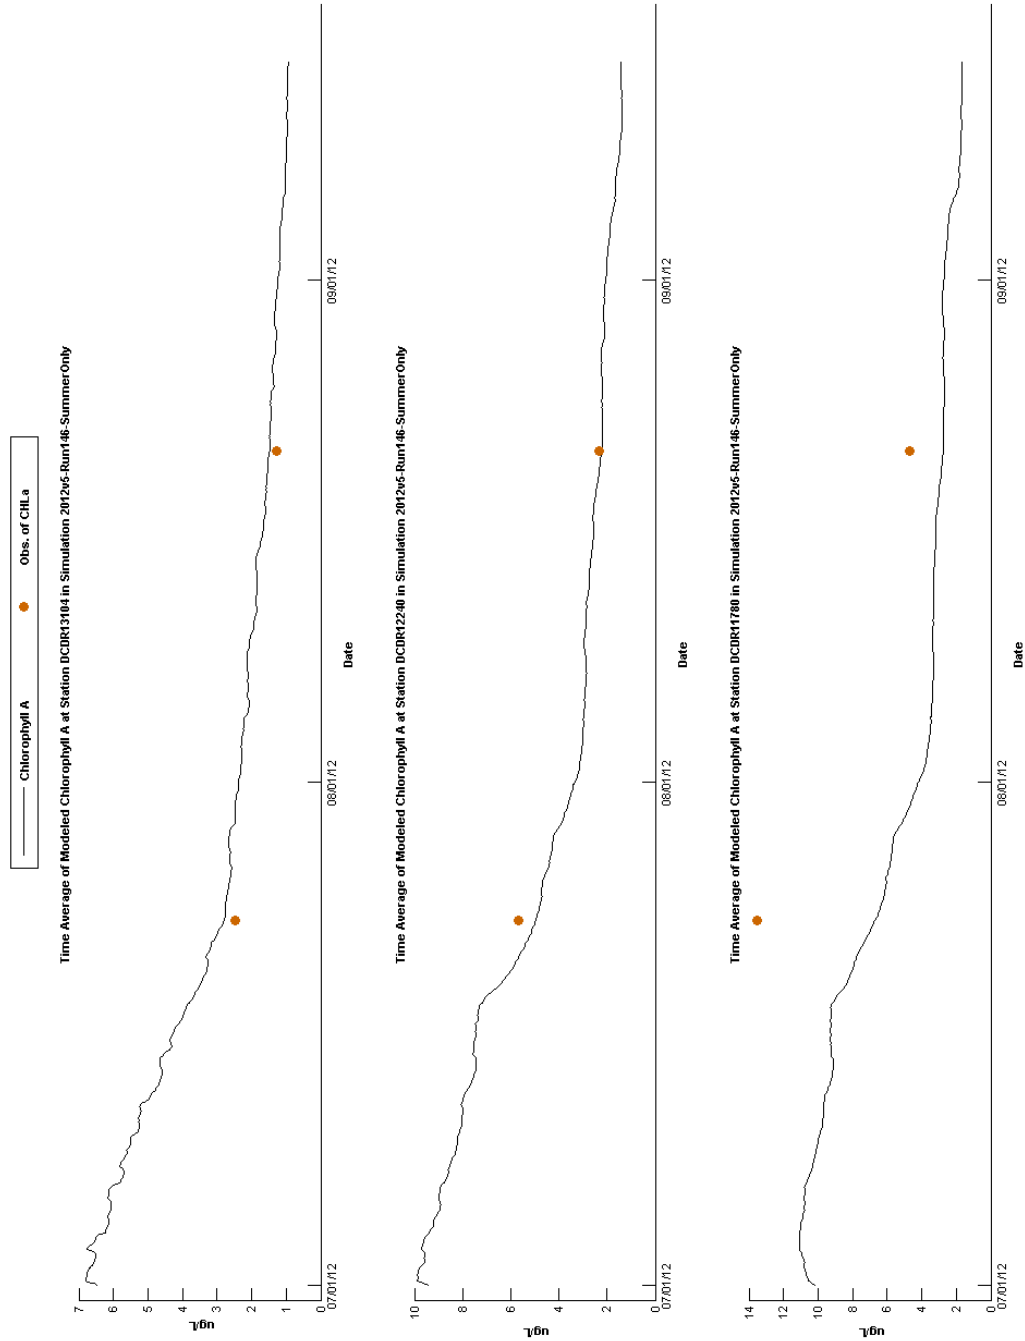 Chlorophyll A
Obs. of CHLa
Time Average of Modeled Chlorophyll A at Station DCDR13104 in Simulation 2012v5-Run146-SummerOnly
ug/L
7
6
5
4
3
2
1
0
07/01/12
08/01/12
09/01/12
Date
Time Average of Modeled Chlorophyll A at Station DCDR12240 in Simulation 2012v5-Run146-SummerOnly
ug/L
10
8
6
4
2
0
07/01/12
08/01/12
09/01/12
Date
Time Average of Modeled Chlorophyll A at Station DCDR11780 in Simulation 2012v5-Run146-SummerOnly
ug/L
14
10
8
6
4
2
0
07/01/12
08/01/12
09/01/12
Date